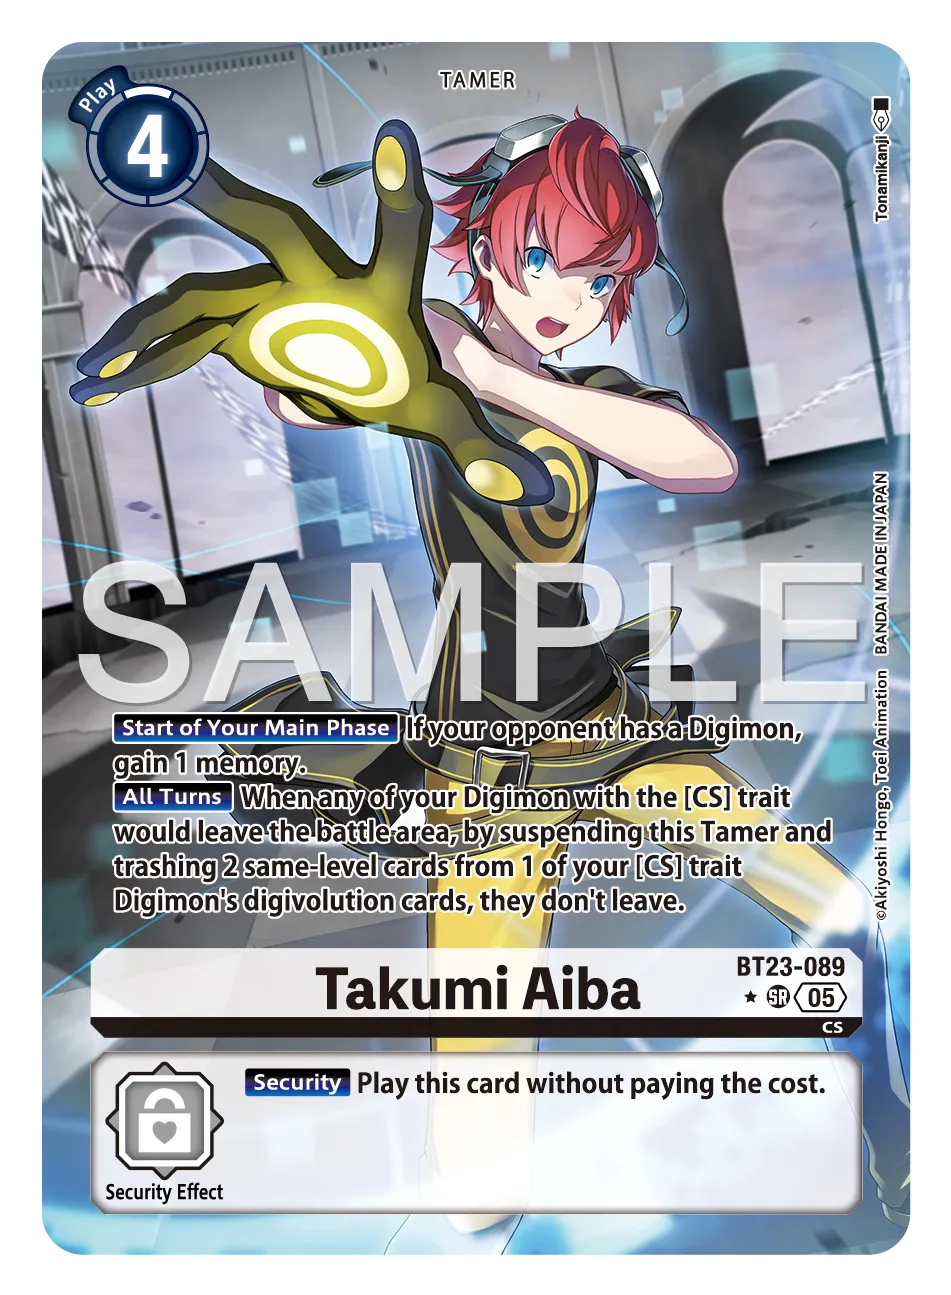 TAMER
Play
4
Tonamikanji
SAMPLE
Start of Your Main Phase If your opponent has a Digimon,
gain 1 memory.
All Turns When any of your Digimon with the [CS] trait
would leave the battle area, by suspending this Tamer and
trashing 2 same-level cards from 1 of your [CS] trait
Digimon's digivolution cards, they don't leave.
©Akiyoshi Hongo, Toei Animation BANDAI MADE IN JAPAN
Takumi Aiba
BT23-089
★ SR 05
CS
Security Play this card without paying the cost.
Security Effect